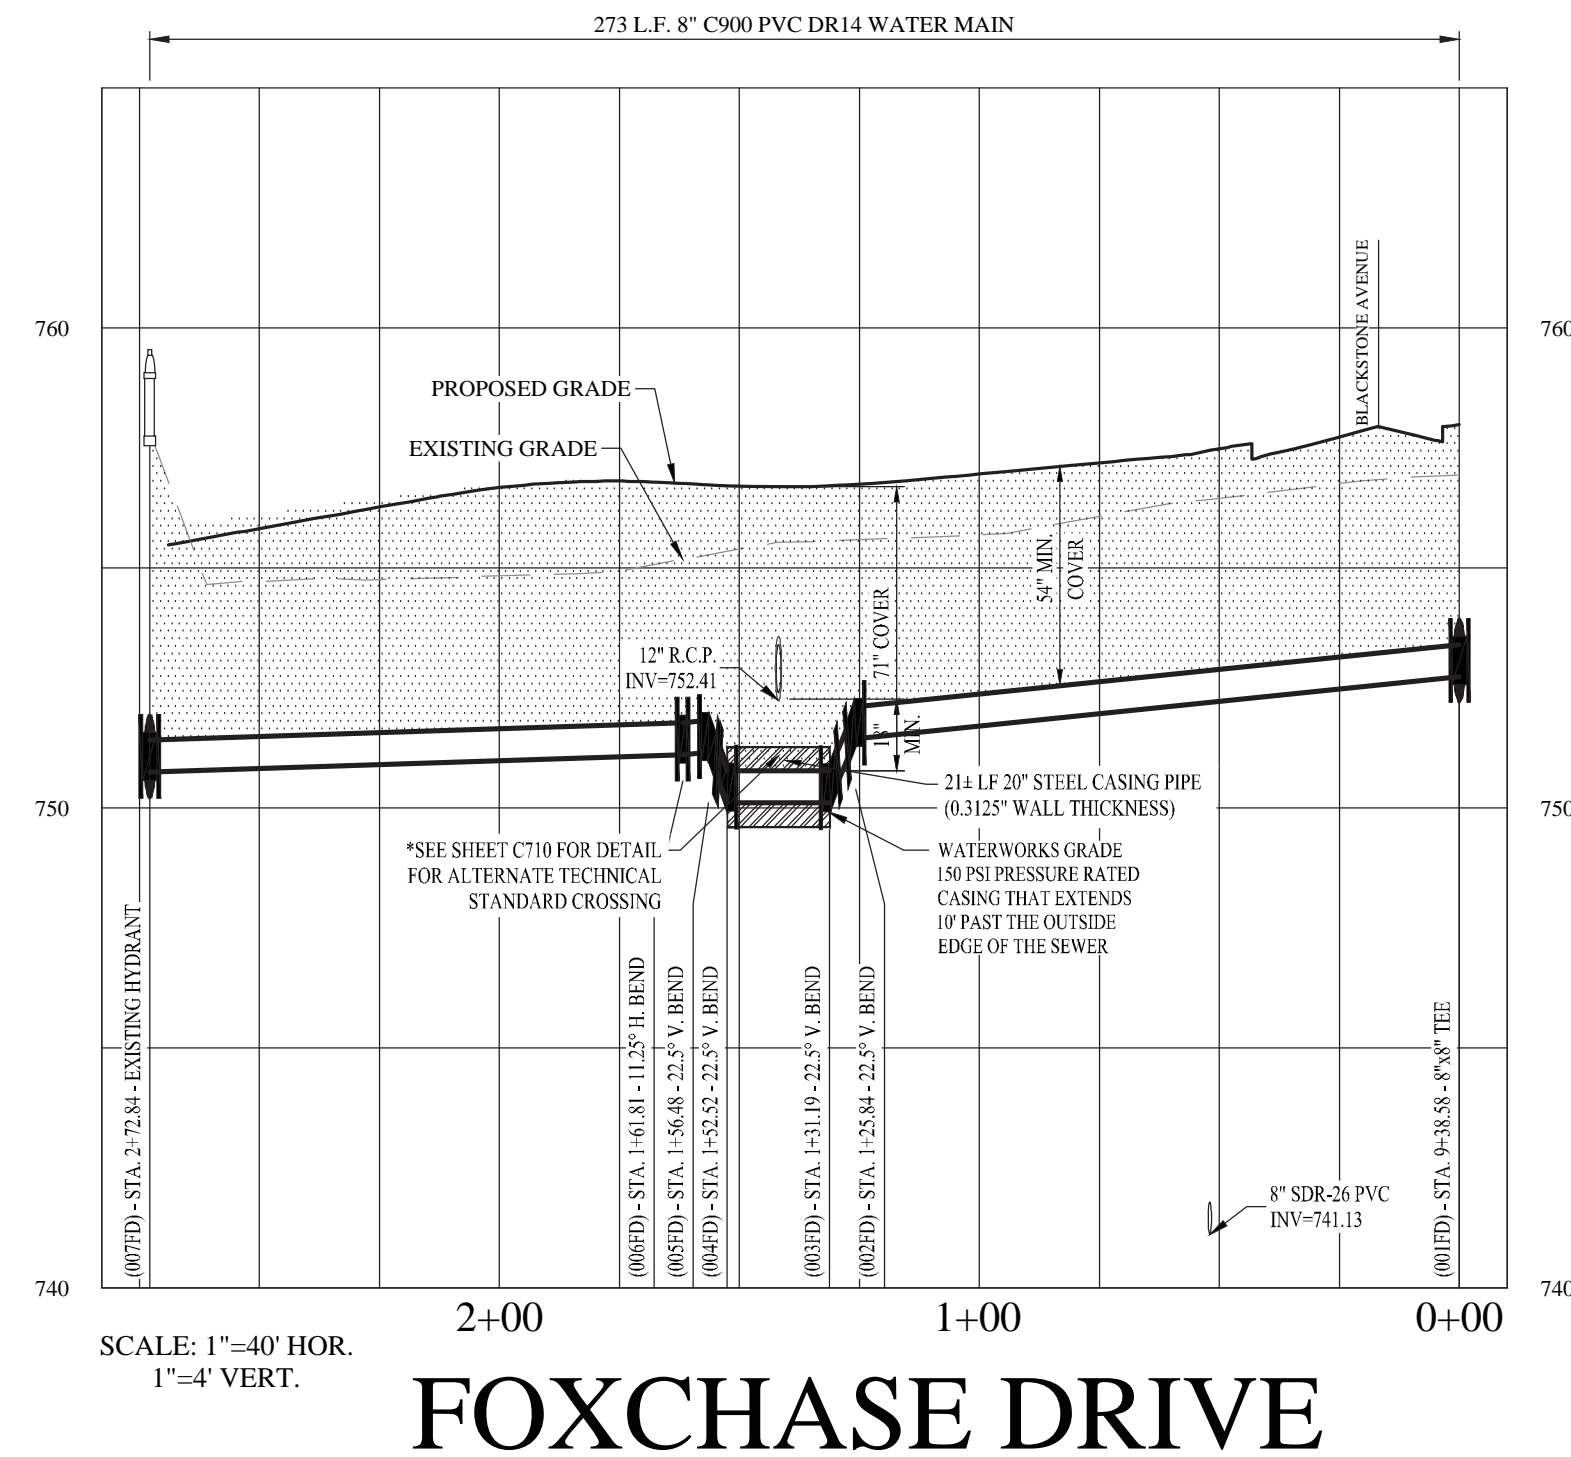 273 L.F. 8" C900 PVC DR14 WATER MAIN
760
760
BLACKSTONE AVENUE
PROPOSED GRADE
EXISTING GRADE
54" MIN.
COVER
71" COVER
12" R.C.P.
INV=752.41
18"
MIN.
21± LF 20" STEEL CASING PIPE
(0.3125" WALL THICKNESS)
750
750
*SEE SHEET C710 FOR DETAIL
FOR ALTERNATE TECHNICAL
STANDARD CROSSING
WATERWORKS GRADE
150 PSI PRESSURE RATED
CASING THAT EXTENDS
10' PAST THE OUTSIDE
EDGE OF THE SEWER
(007FD) - STA. 2+72.84 - EXISTING HYDRANT
(006FD) - STA. 1+61.81 - 11.25° H. BEND
(005FD) - STA. 1+56.48 - 22.5° V. BEND
(004FD) - STA. 1+52.52 - 22.5° V. BEND
(003FD) - STA. 1+31.19 - 22.5° V. BEND
(002FD) - STA. 1+25.84 - 22.5° V. BEND
(001FD) - STA. 9+38.58 - 8"x8" TEE
8" SDR-26 PVC
INV=741.13
740
740
2+00
1+00
0+00
SCALE: 1"=40' HOR.
1"=4' VERT.
FOXCHASE DRIVE